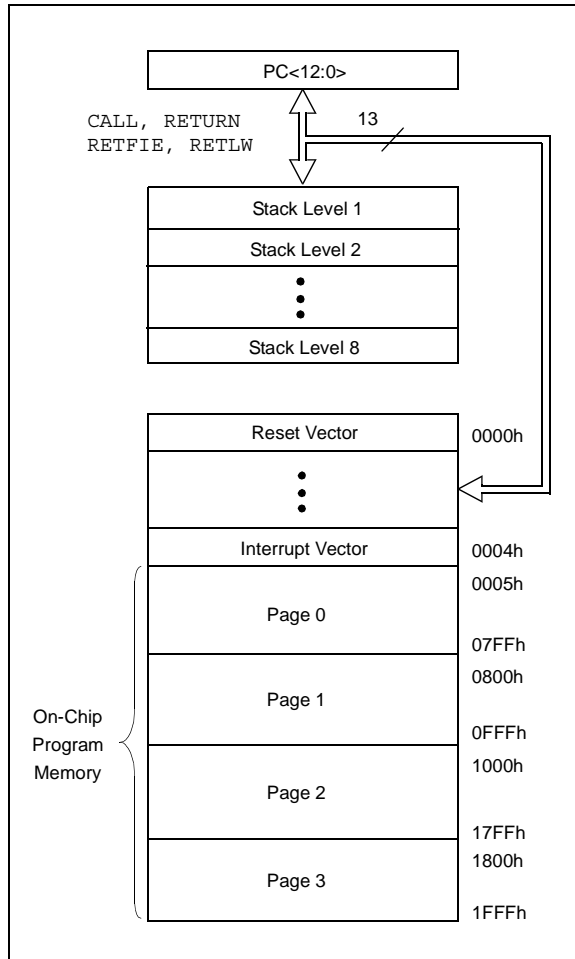 PC<12:0>
CALL, RETURN
RETFIE, RETLW
13
Stack Level 1
Stack Level 2
Stack Level 8
Reset Vector
0000h
Interrupt Vector
0004h
0005h
Page 0
07FFh
0800h
Page 1
0FFFh
1000h
Page 2
17FFh
1800h
Page 3
1FFFh
On-Chip
Program
Memory